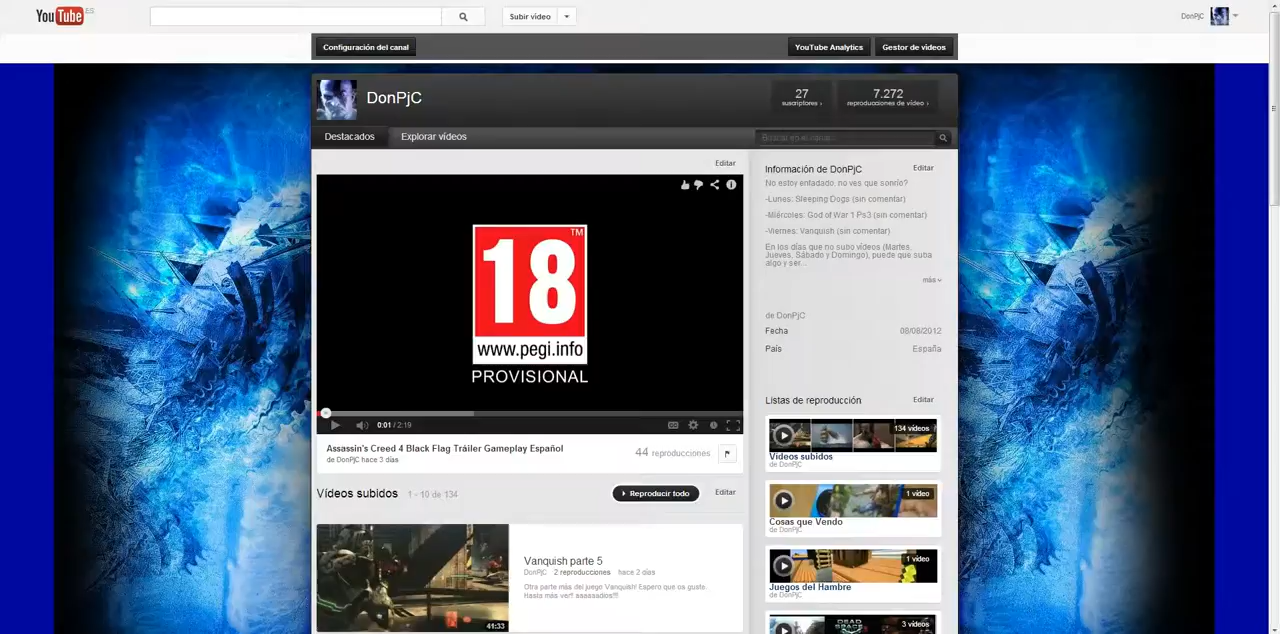 YouTube ES
Subir vídeo
DonPjC
Configuración del canal
YouTube Analytics
Gestor de vídeos
DonPjC
27
suscriptores ›
7.272
reproducciones de vídeo ›
Destacados
Explorar vídeos
Buscar en el canal...
Editar
18 TM
www.pegi.info
PROVISIONAL
0:01 / 2:19
Assassin's Creed 4 Black Flag Tráiler Gameplay Español
de DonPjC hace 3 días
44 reproducciones
Vídeos subidos 1 - 10 de 134
Reproducir todo
Editar
Vanquish parte 5
DonPjC 2 reproducciones hace 2 días
Otra parte más del juego Vanquish! Espero que os guste.
41:33
Información de DonPjC
Editar
No estoy enfadado, no ves que sonrío?
-Lunes: Sleeping Dogs (sin comentar)
-Miércoles: God of War 1 Ps3 (sin comentar)
-Viernes: Vanquish (sin comentar)
En los días que no subo vídeos (Martes,
Jueves, Sábado y Domingo), puede que suba
algo y ser...
más
de DonPjC
Fecha 08/08/2012
País España
Listas de reproducción
Editar
134 vídeos
Vídeos subidos
de DonPjC
1 vídeo
Cosas que Vendo
de DonPjC
1 vídeo
Juegos del Hambre
de DonPjC
DEAD SPACE
3 vídeos